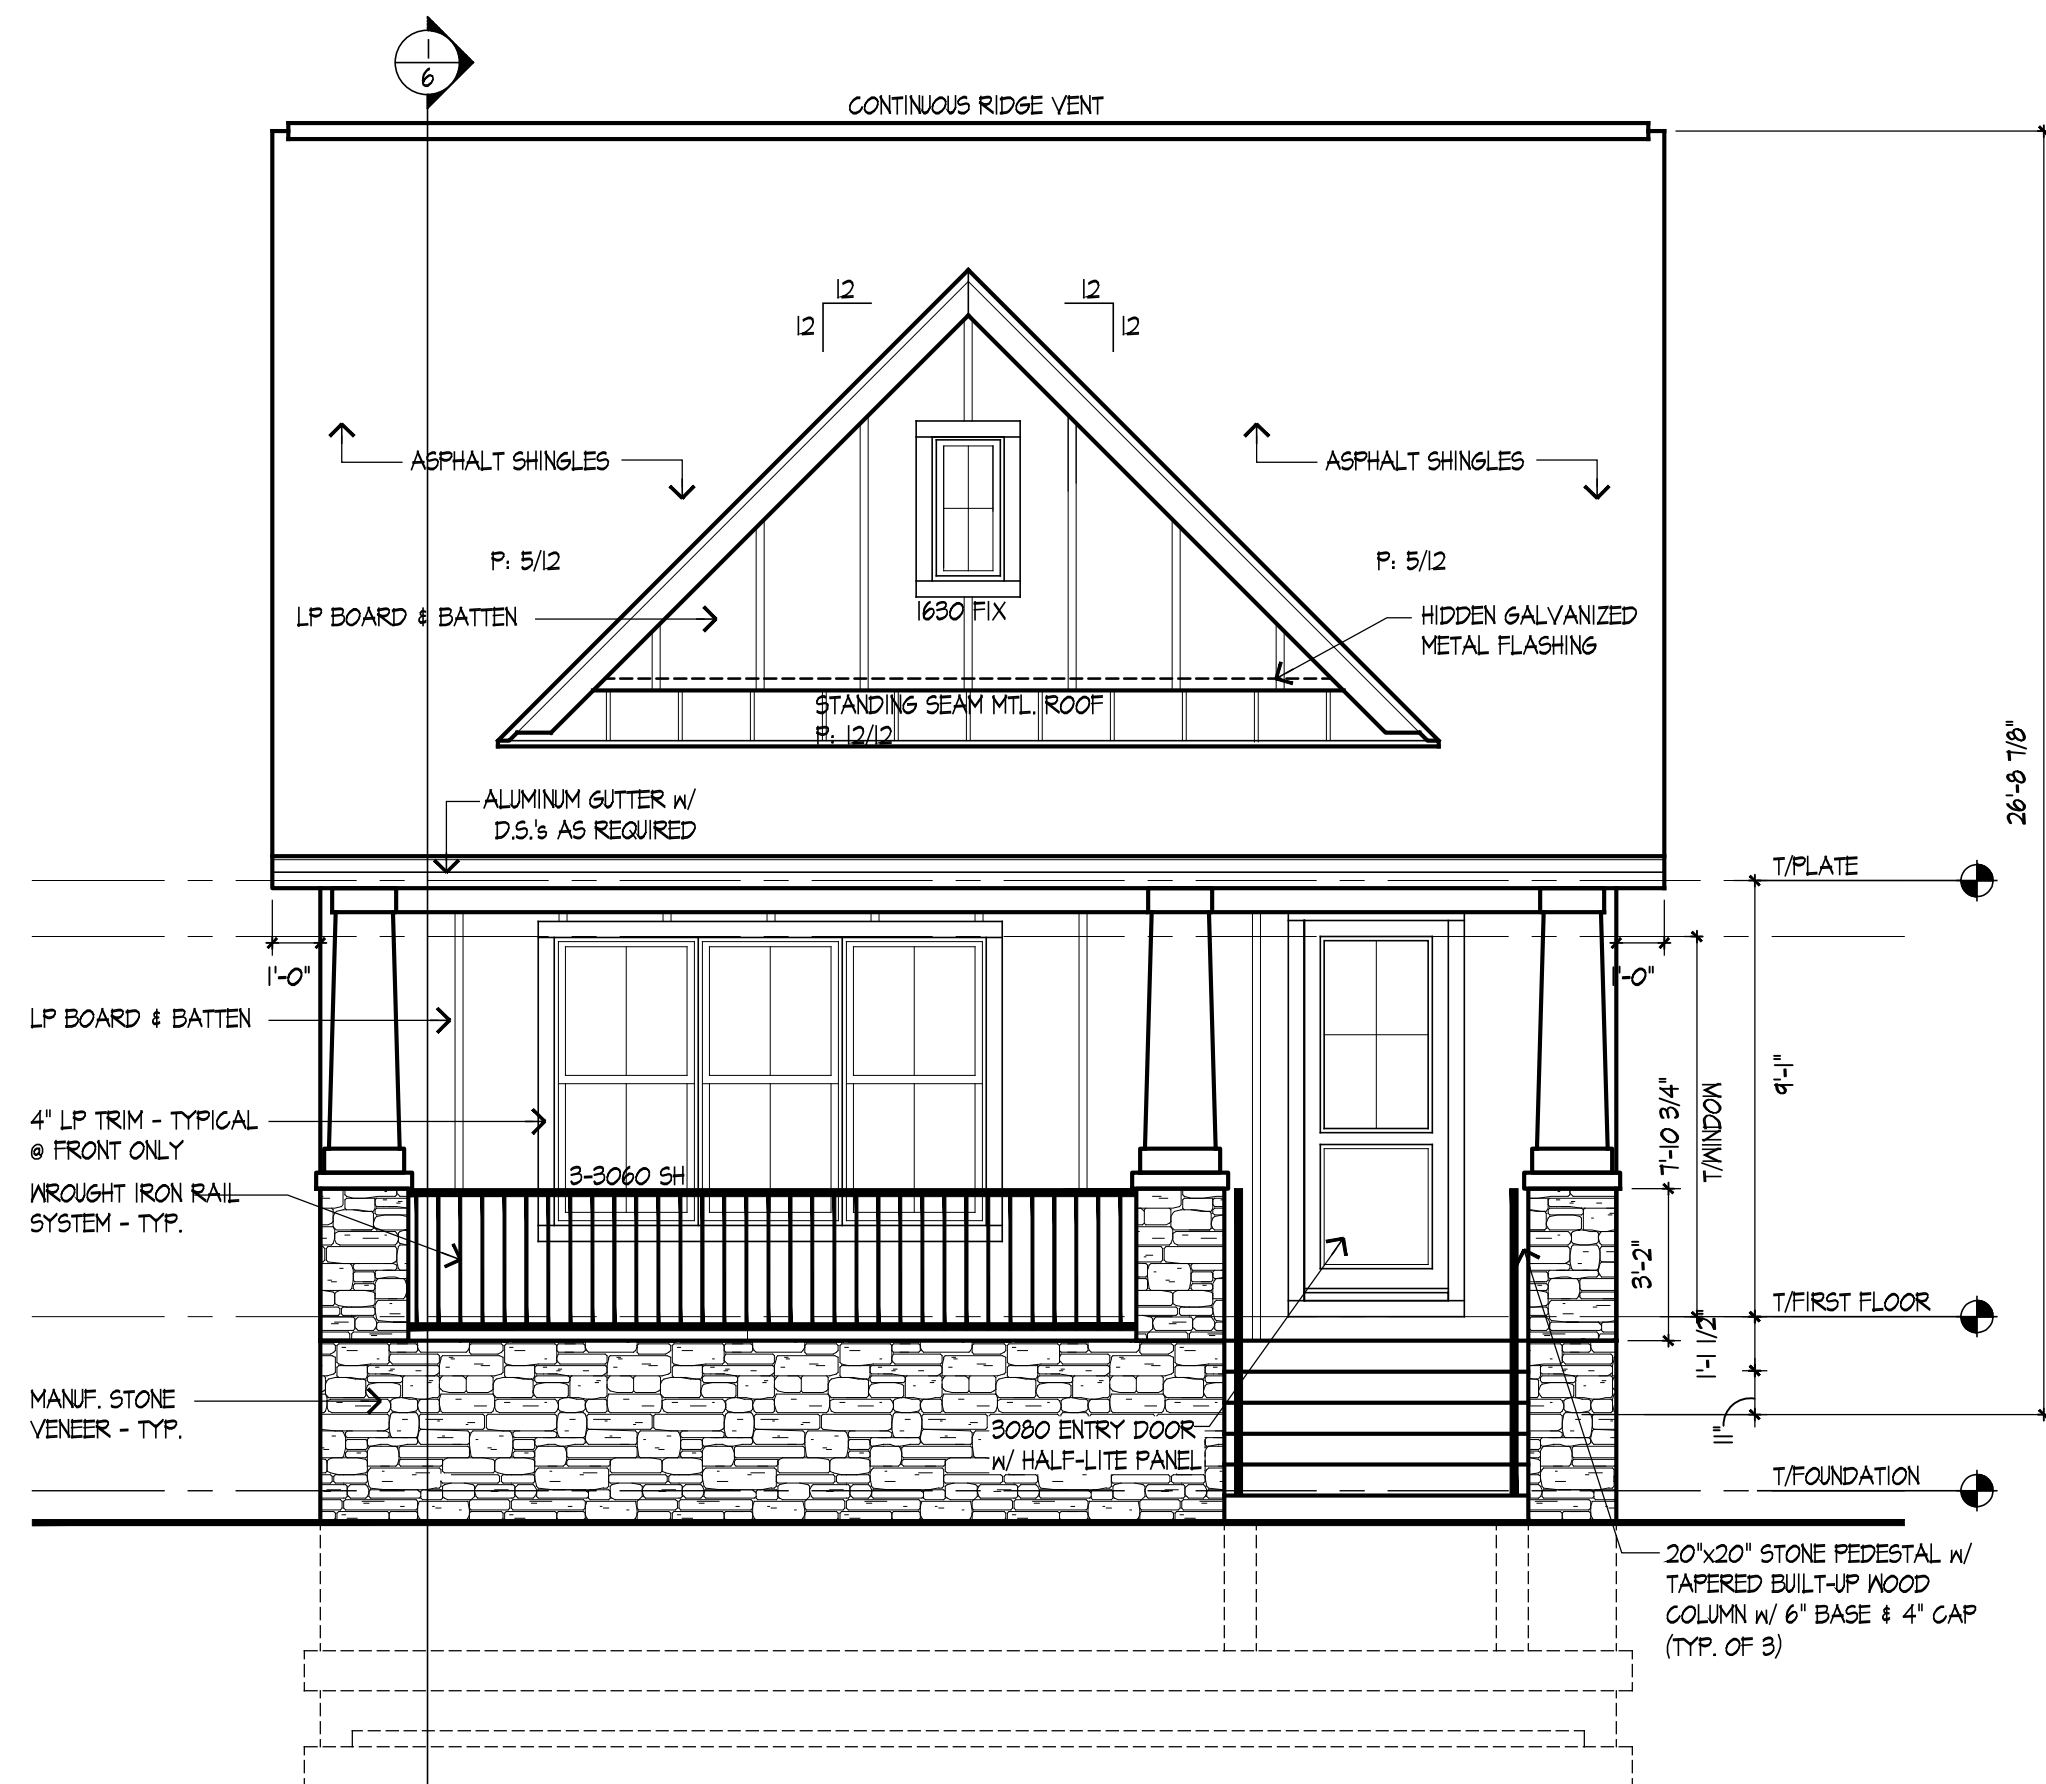 1
6
CONTINUOUS RIDGE VENT
12
12
12
12
ASPHALT SHINGLES
ASPHALT SHINGLES
P: 5/12
P: 5/12
LP BOARD & BATTEN
1630 FIX
HIDDEN GALVANIZED
METAL FLASHING
STANDING SEAM MTL. ROOF
P: 12/12
26'-8 7/8"
ALUMINUM GUTTER w/
D.S.'s AS REQUIRED
T/PLATE
1'-0"
1'-0"
LP BOARD & BATTEN
9'-1"
7'-10 3/4"
T/WINDOW
4" LP TRIM - TYPICAL
@ FRONT ONLY
3-3060 SH
WROUGHT IRON RAIL
SYSTEM - TYP.
3'-2"
T/FIRST FLOOR
1'-1 1/2"
MANUF. STONE
VENEER - TYP.
3080 ENTRY DOOR
w/ HALF-LITE PANEL
11"
T/FOUNDATION
20"x20" STONE PEDESTAL w/
TAPERED BUILT-UP WOOD
COLUMN w/ 6" BASE & 4" CAP
(TYP. OF 3)